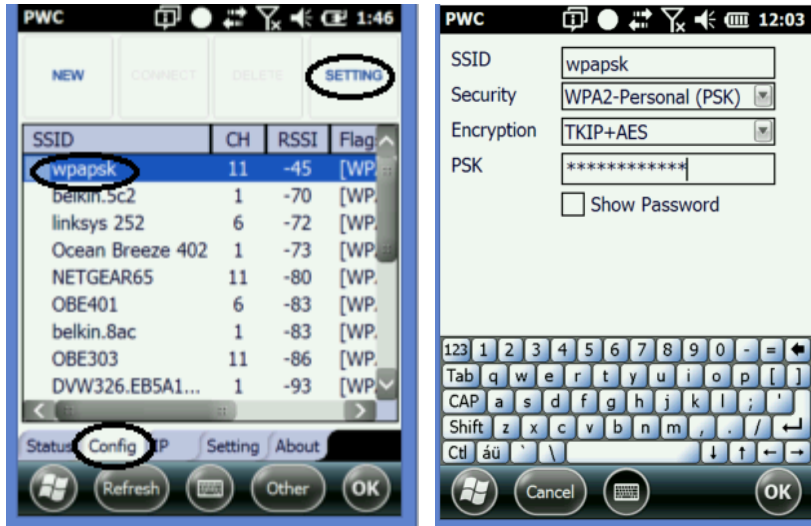 PWC 1:46
NEW CONNECT DELETE SETTING
SSID CH RSSI Flag
wpapsk 11 -45 [WP.
belkin.5c2 1 -70 [WP.
linksys 252 6 -72 [WP.
Ocean Breeze 402 1 -73 [WP.
NETGEAR65 11 -80 [WP.
OBE401 6 -83 [WP.
belkin.8ac 1 -83 [WP.
OBE303 11 -86 [WP.
DVW326.EB5A1... 1 -93 [WP
Status Config IP Setting About
Refresh Other OK
PWC 12:03
SSID wpapsk
Security WPA2-Personal (PSK)
Encryption TKIP+AES
PSK ************
Show Password
123 1 2 3 4 5 6 7 8 9 0 - =
Tab q w e r t y u i o p [ ]
CAP a s d f g h j k l ; '
Shift z x c v b n m , . /
Ctl áü ` \
Cancel OK